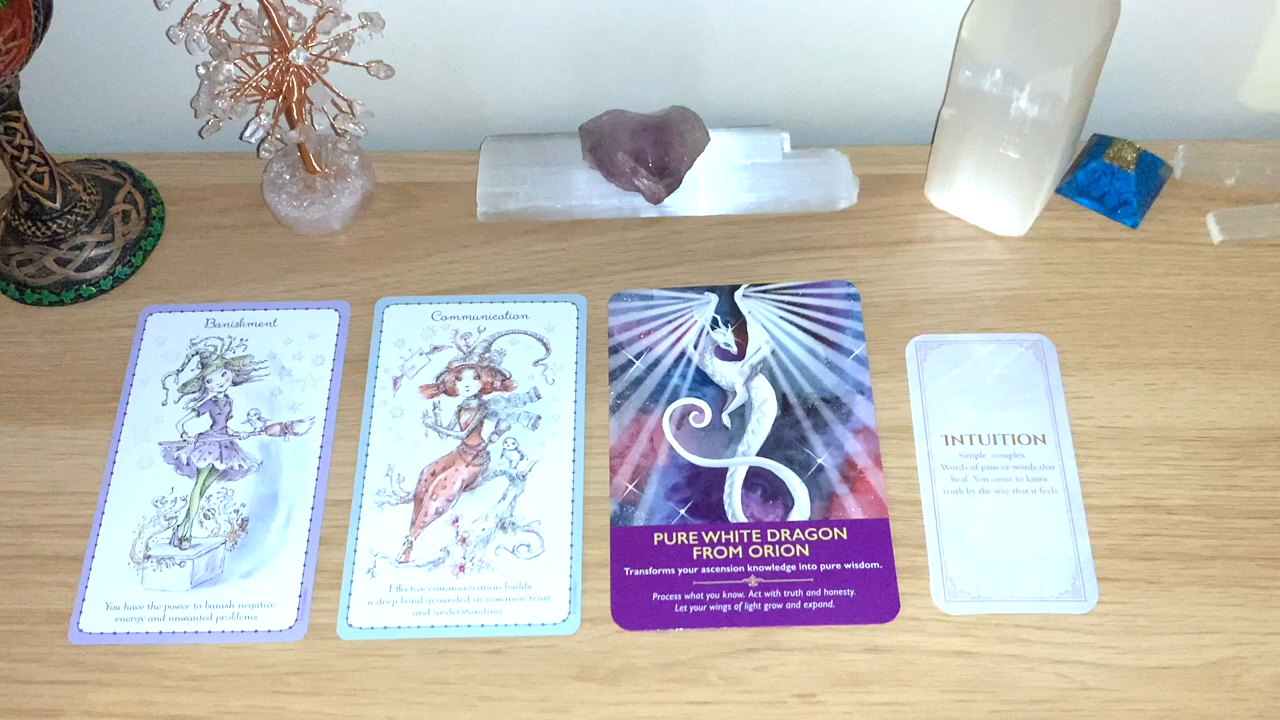 Banishment
You have the power to banish negative
energy and unwanted problems
Communication
Effective communication builds
a deep bond grounded in common trust
and understanding
PURE WHITE DRAGON
FROM ORION
Transforms your ascension knowledge into pure wisdom.
Process what you know. Act with truth and honesty.
Let your wings of light grow and expand.
INTUITION
Simple, complex
Words of pain or words that
heal. You come to know
truth by the way that it feels